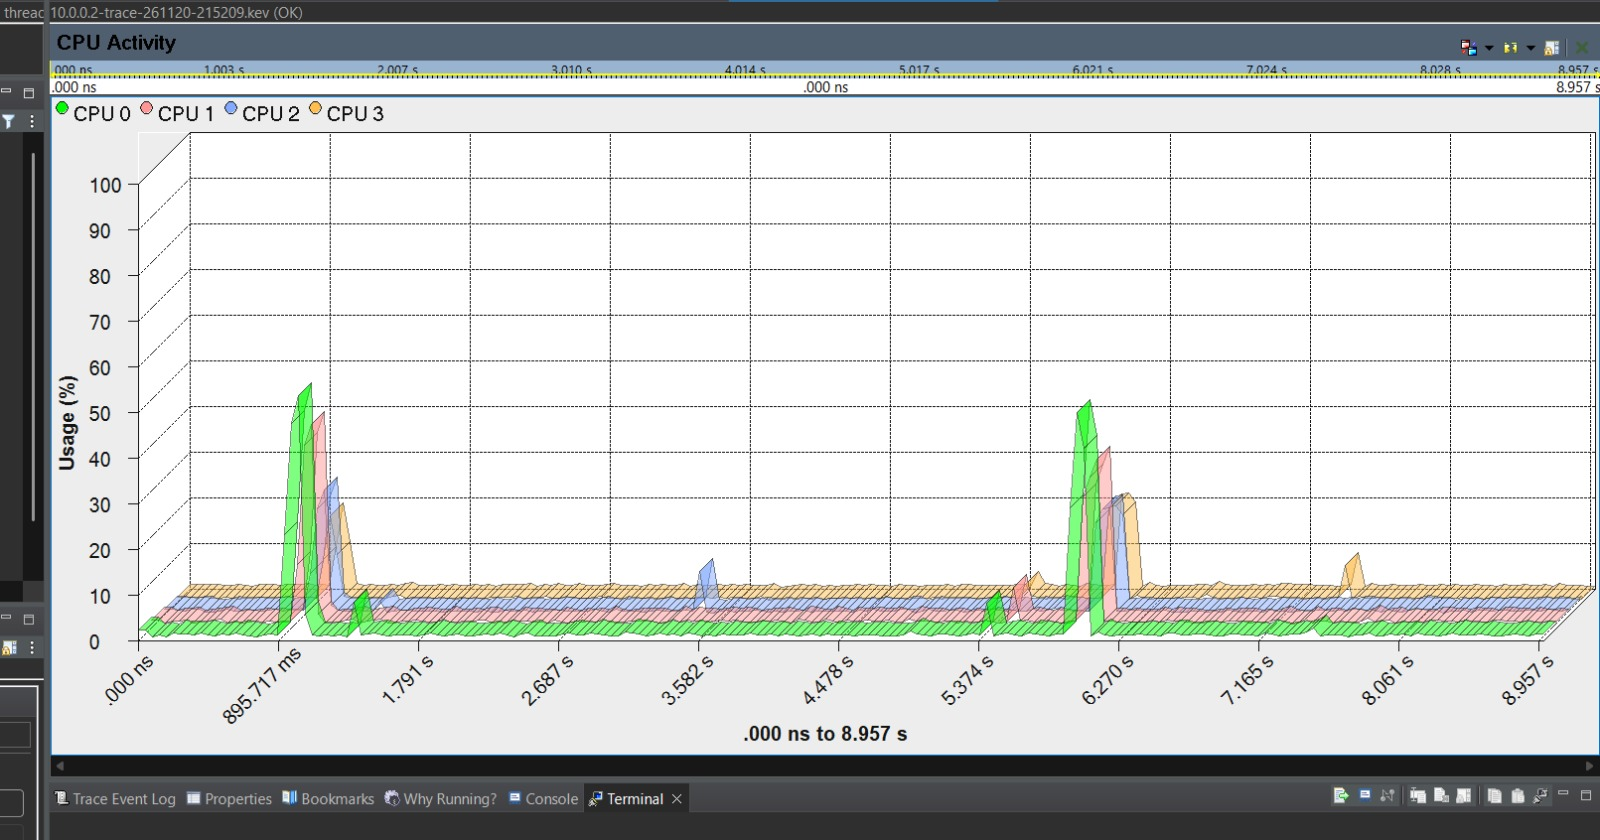 threac 10.0.0.2-trace-261120-215209.kev (OK)
CPU Activity
.000 ns 1.003 s 2.007 s 3.010 s 4.014 s 5.017 s 6.021 s 7.024 s 8.028 s 8.957 s
.000 ns .000 ns 8.957 s
CPU 0 CPU 1 CPU 2 CPU 3
100
90
80
70
60
50
40
30
20
10
0
Usage (%)
.000 ns 895.717 ms 1.791 s 2.687 s 3.582 s 4.478 s 5.374 s 6.270 s 7.165 s 8.061 s 8.957 s
.000 ns to 8.957 s
Trace Event Log Properties Bookmarks Why Running? Console Terminal